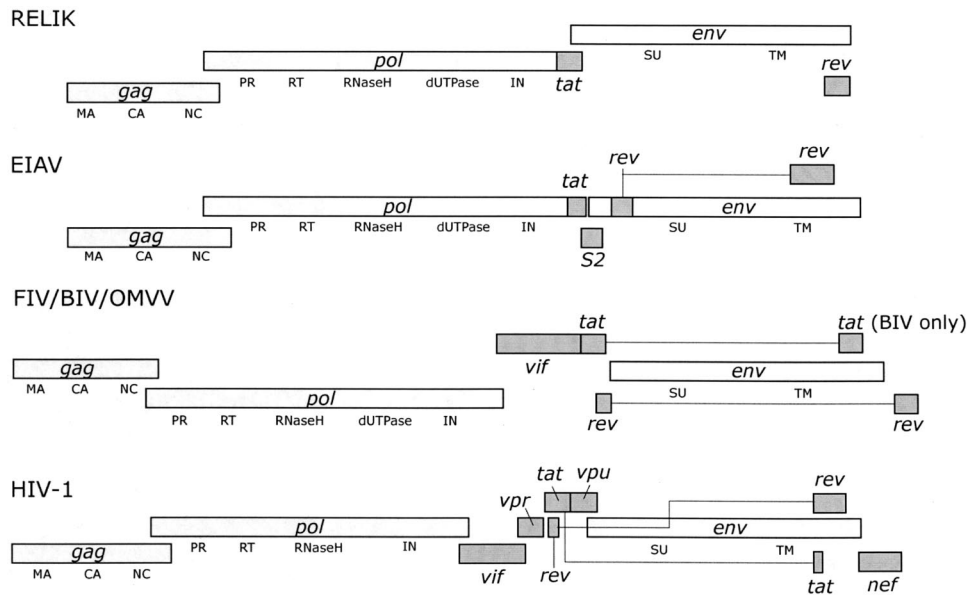 RELIK
env
pol
SU TM
rev
gag
PR RT RNaseH dUTPase IN tat
MA CA NC
EIAV
rev
rev
tat
pol env
gag
PR RT RNaseH dUTPase IN SU TM
MA CA NC
S2
FIV/BIV/OMVV
tat tat (BIV only)
gag
vif
env
MA CA NC
pol
SU TM
PR RT RNaseH dUTPase IN
rev rev
HIV-1
tat vpu rev
vpr
pol env
gag
PR RT RNaseH IN SU TM
MA CA NC
vif rev tat nef